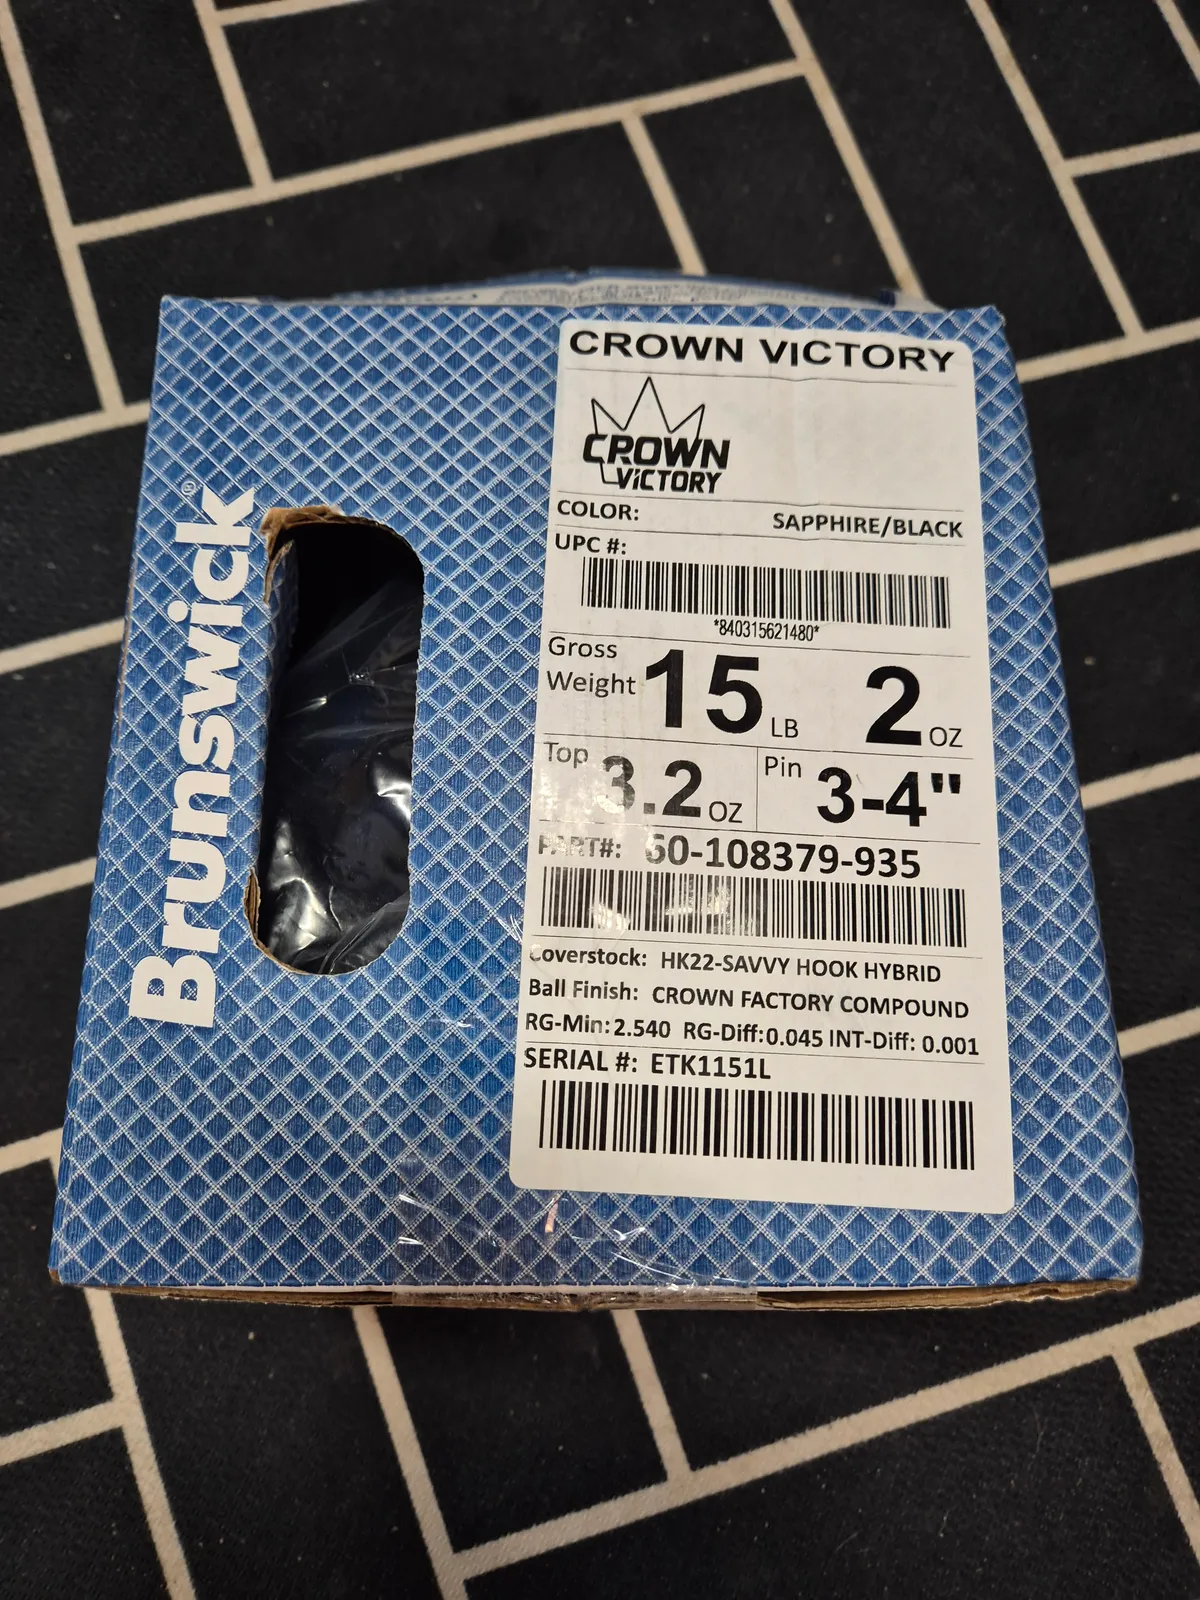 Brunswick®
CROWN VICTORY
CROWN
VICTORY
COLOR: SAPPHIRE/BLACK
UPC #:
*840315621480*
Gross
Weight 15 LB 2 OZ
Top 3.2 OZ Pin 3-4"
PART#: 60-108379-935
Coverstock: HK22-SAVVY HOOK HYBRID
Ball Finish: CROWN FACTORY COMPOUND
RG-Min: 2.540 RG-Diff: 0.045 INT-Diff: 0.001
SERIAL #: ETK1151L